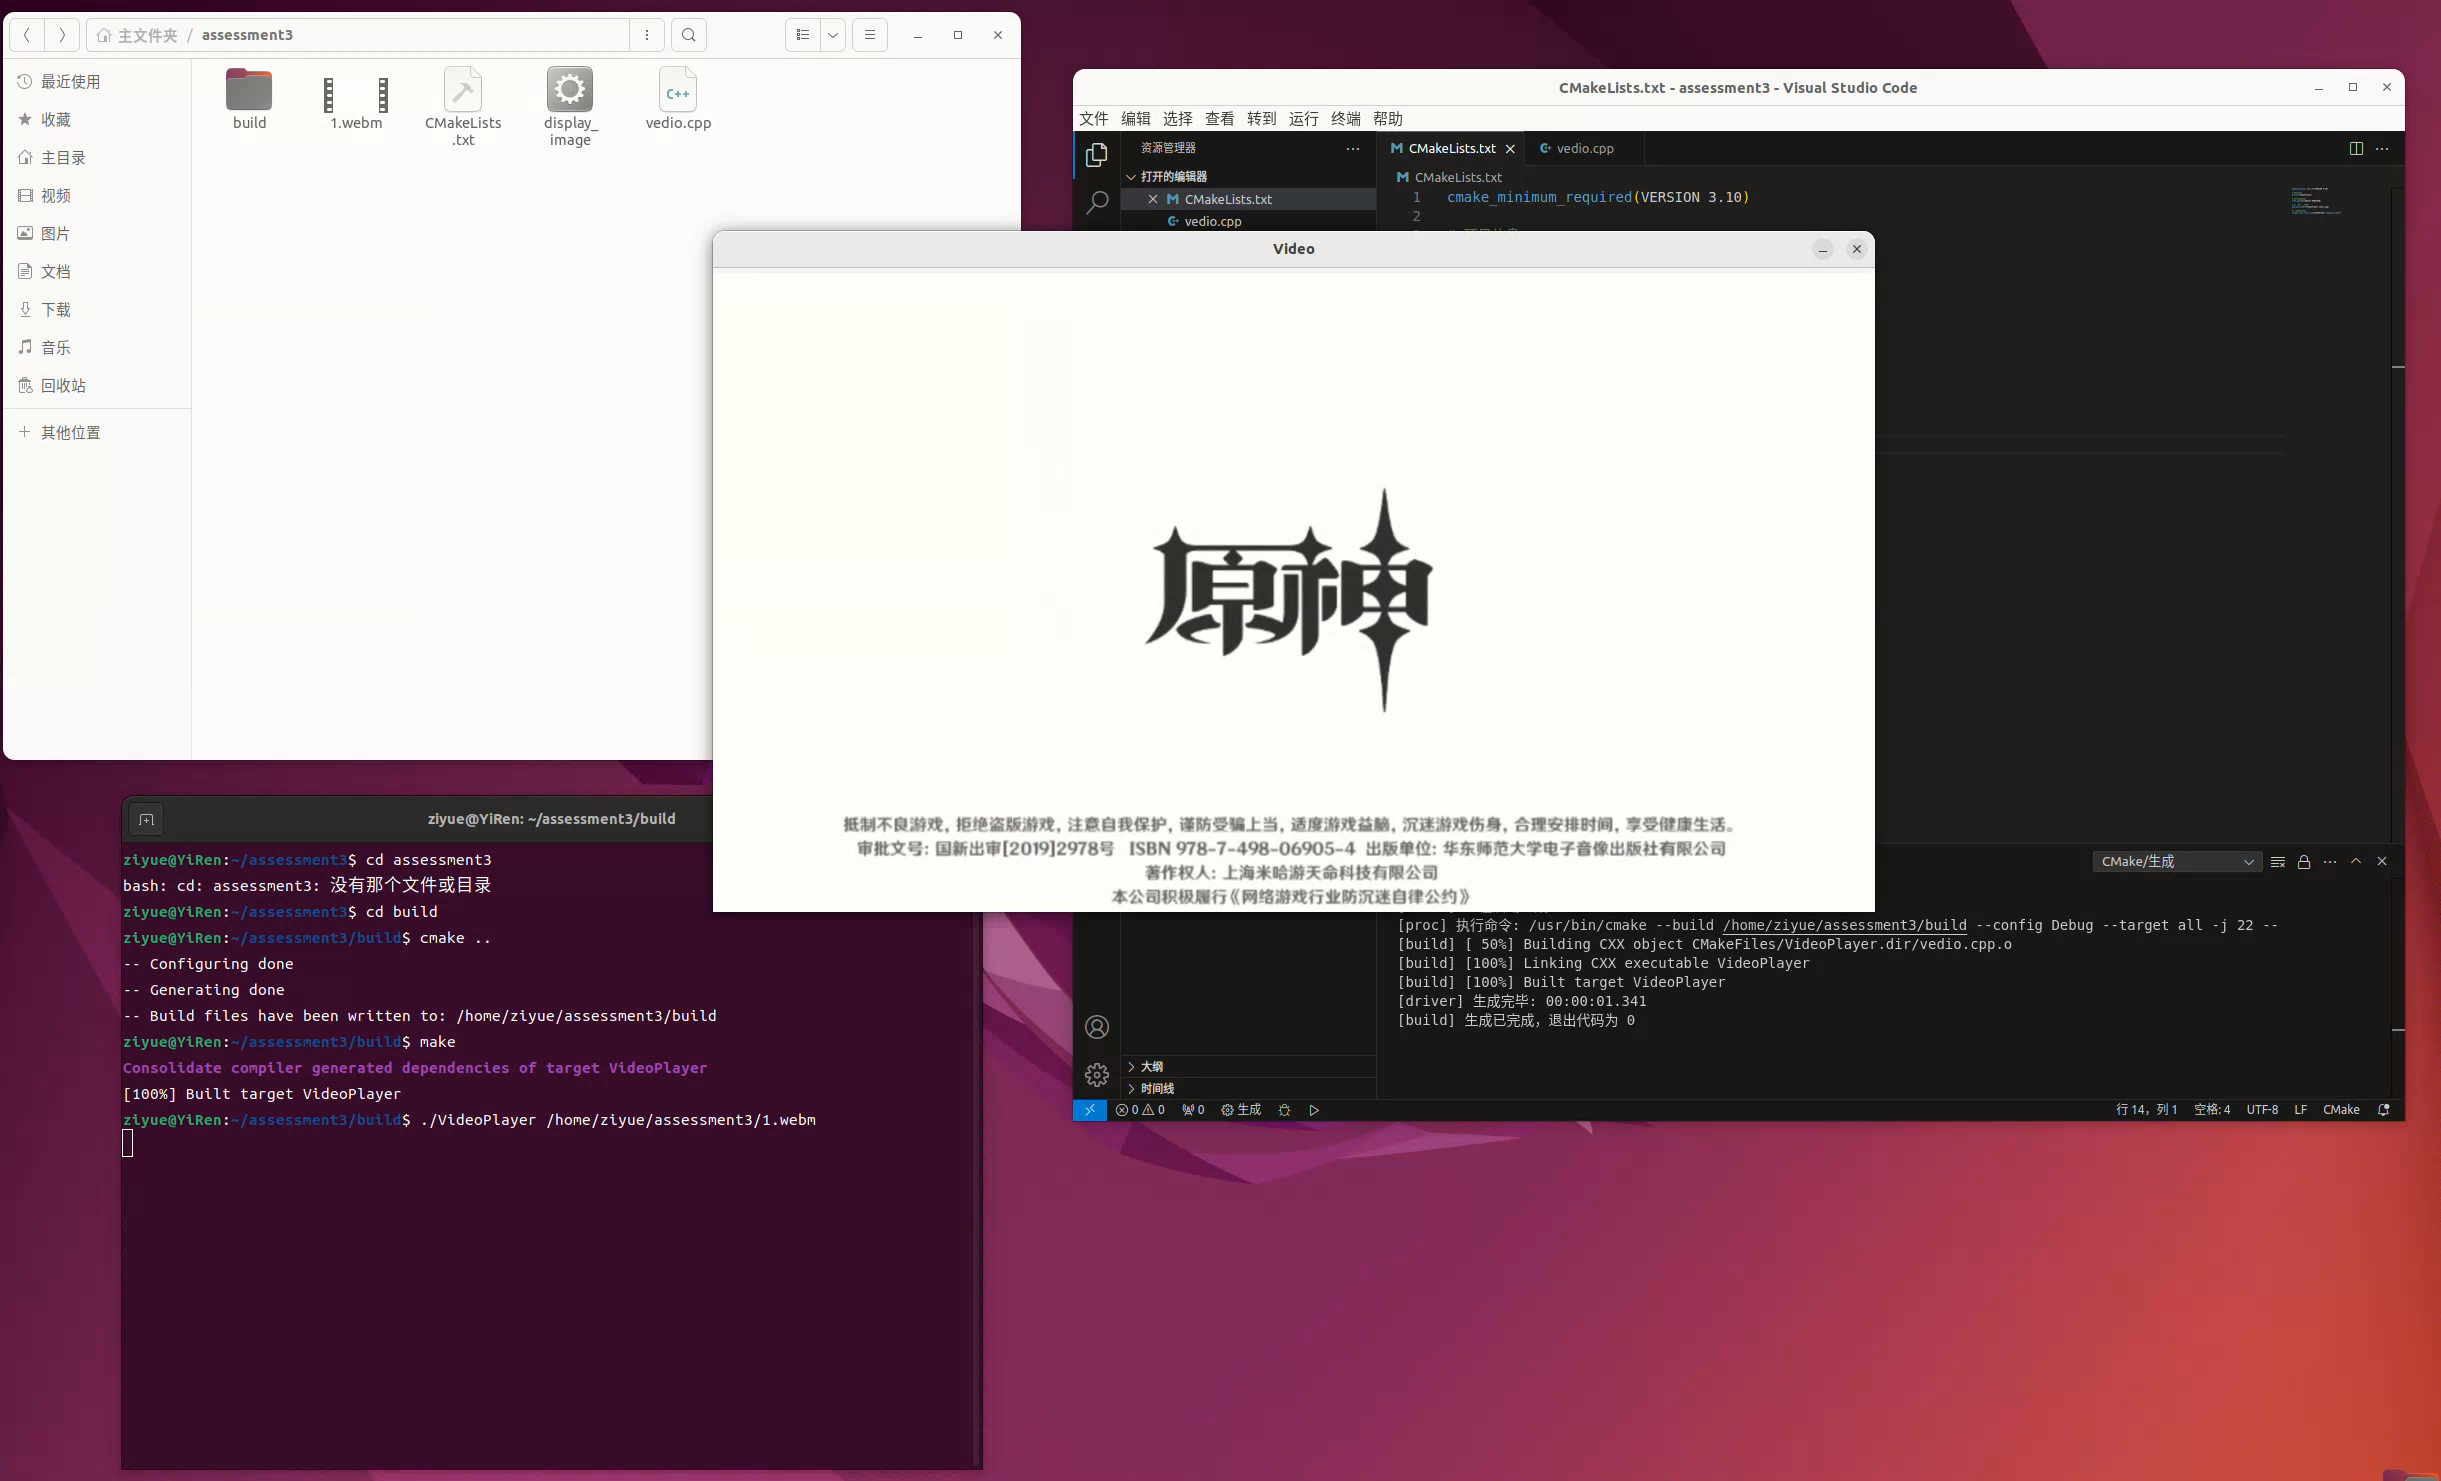 主文件夹 / assessment3
最近使用
收藏
主目录
视频
图片
文档
下载
音乐
回收站
其他位置
build
1.webm
CMakeLists
.txt
display_
image
C++
vedio.cpp
CMakeLists.txt - assessment3 - Visual Studio Code
文件 编辑 选择 查看 转到 运行 终端 帮助
资源管理器
打开的编辑器
CMakeLists.txt
vedio.cpp
CMakeLists.txt
vedio.cpp
CMakeLists.txt
1 cmake_minimum_required(VERSION 3.10)
2
Video
原神
抵制不良游戏, 拒绝盗版游戏, 注意自我保护, 谨防受骗上当, 适度游戏益脑, 沉迷游戏伤身, 合理安排时间, 享受健康生活。
审批文号: 国新出审[2019]2978号 ISBN 978-7-498-06905-4 出版单位: 华东师范大学电子音像出版社有限公司
著作权人: 上海米哈游天命科技有限公司
本公司积极履行《网络游戏行业防沉迷自律公约》
ziyue@YiRen: ~/assessment3/build
ziyue@YiRen:~/assessment3$ cd assessment3
bash: cd: assessment3: 没有那个文件或目录
ziyue@YiRen:~/assessment3$ cd build
ziyue@YiRen:~/assessment3/build$ cmake ..
-- Configuring done
-- Generating done
-- Build files have been written to: /home/ziyue/assessment3/build
ziyue@YiRen:~/assessment3/build$ make
Consolidate compiler generated dependencies of target VideoPlayer
[100%] Built target VideoPlayer
ziyue@YiRen:~/assessment3/build$ ./VideoPlayer /home/ziyue/assessment3/1.webm
CMake/生成
[proc] 执行命令: /usr/bin/cmake --build /home/ziyue/assessment3/build --config Debug --target all -j 22 --
[build] [ 50%] Building CXX object CMakeFiles/VideoPlayer.dir/vedio.cpp.o
[build] [100%] Linking CXX executable VideoPlayer
[build] [100%] Built target VideoPlayer
[driver] 生成完毕: 00:00:01.341
[build] 生成已完成，退出代码为 0
大纲
时间线
0 0 0 生成
行 14，列 1 空格: 4 UTF-8 LF CMake